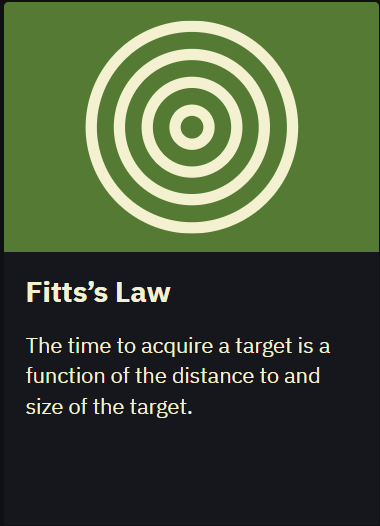 Fitts’s Law
The time to acquire a target is a
function of the distance to and
size of the target.